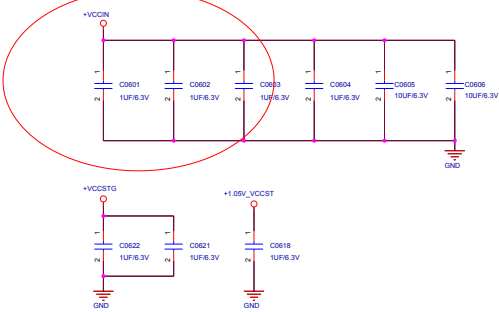 +VCCIN
1 1 1 1 1 1
C0601 C0602 C0603 C0604 C0605 C0606
1UF/6.3V 1UF/6.3V 1UF/6.3V 1UF/6.3V 10UF/6.3V 10UF/6.3V
2 2 2 2 2 2
GND
+VCCSTG +1.05V_VCCST
1 1 1
C0622 C0621 C0618
1UF/6.3V 1UF/6.3V 1UF/6.3V
2 2 2
GND GND